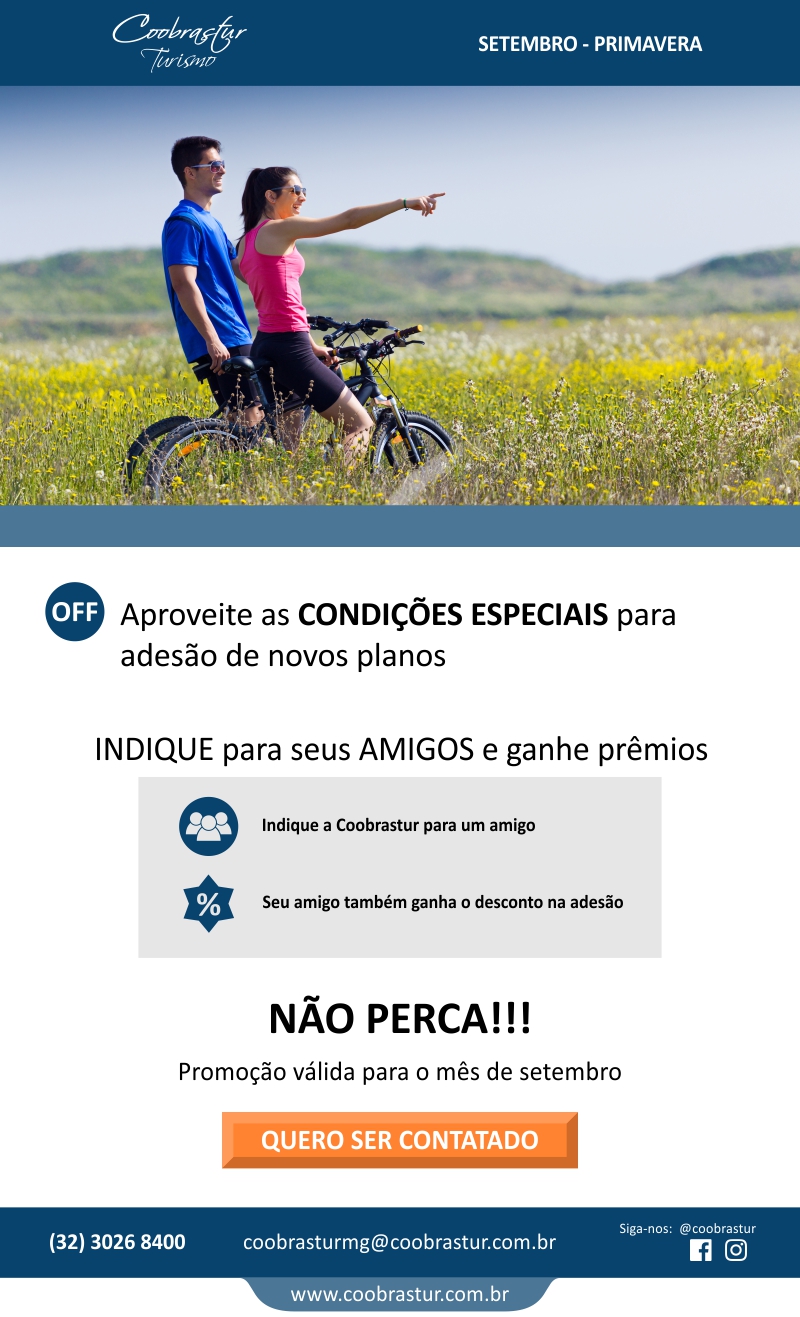 Coobrastur
Turismo
SETEMBRO - PRIMAVERA
OFF
Aproveite as CONDIÇÕES ESPECIAIS para
adesão de novos planos
INDIQUE para seus AMIGOS e ganhe prêmios
Indique a Coobrastur para um amigo
%
Seu amigo também ganha o desconto na adesão
NÃO PERCA!!!
Promoção válida para o mês de setembro
QUERO SER CONTATADO
(32) 3026 8400
coobrasturmg@coobrastur.com.br
Siga-nos: @coobrastur
www.coobrastur.com.br